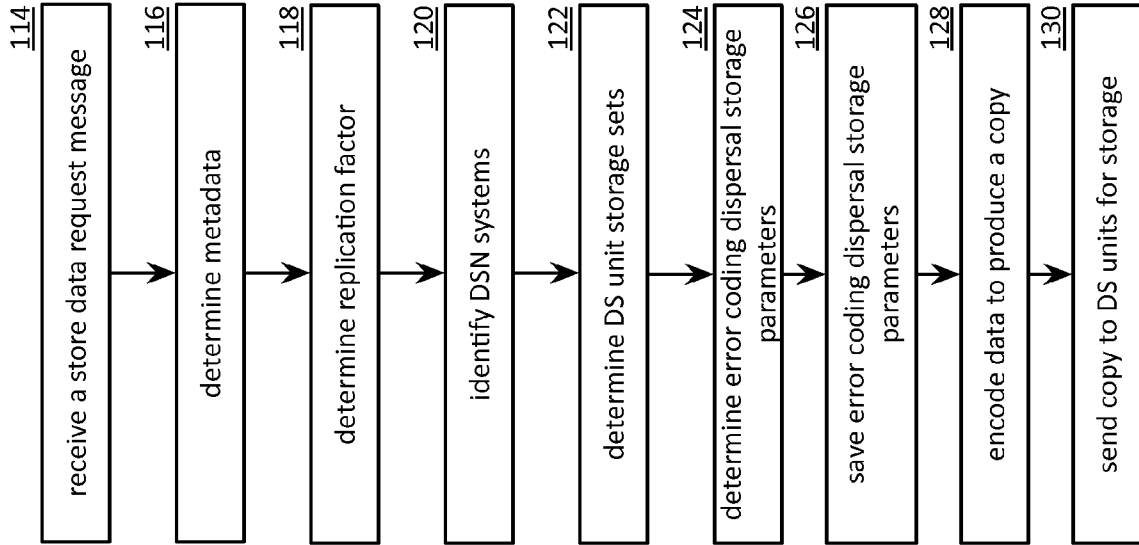 114
receive a store data request message
116
determine metadata
118
determine replication factor
120
identify DSN systems
122
determine DS unit storage sets
124
determine error coding dispersal storage
parameters
126
save error coding dispersal storage
parameters
128
encode data to produce a copy
130
send copy to DS units for storage